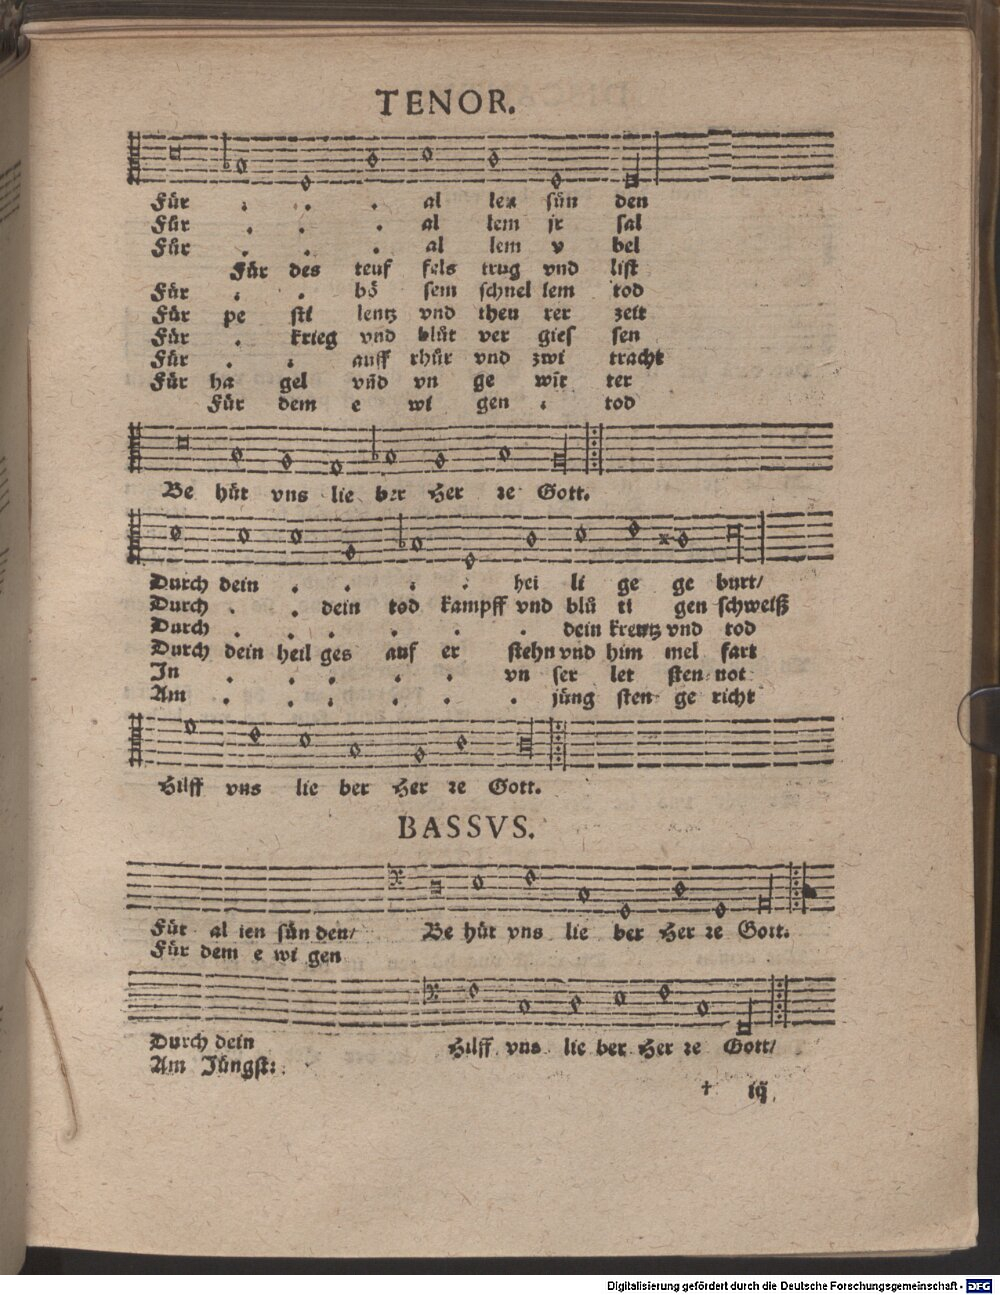 TENOR.
Für . . . al len sün den
Für . . . al lem jr sal
Für . . . al lem v bel
Für des teuf fels trug vnd list
Für . . bö sem schnel lem tod
Für pe sti lentz vnd theu rer zeit
Für . krieg vnd blůt ver gies sen
Für . . auff rhůr vnd zwi tracht
Für ha gel vñd vn ge wit ter
Für dem e wi gen . tod
Be hüt vns lie ber Her re Gott.
Durch dein . . . . hei li ge ge burt/
Durch . . dein tod kampff vnd blů ti gen schweiß
Durch . . . . . . dein kreutz vnd tod
Durch dein heil ges auf er stehn vnd him mel fart
In . . . . . vn ser let sten not
Am . . . . . . jüng sten ge richt
Hilff vns lie ber Her re Gott.
BASSVS.
Für al len sün den/ Be hüt vns lie ber Her re Gott.
Für dem e wi gen
Durch dein Hilff vns lie ber Her re Gott/
Am Jüngst:
† iij
Digitalisierung gefördert durch die Deutsche Forschungsgemeinschaft - DFG